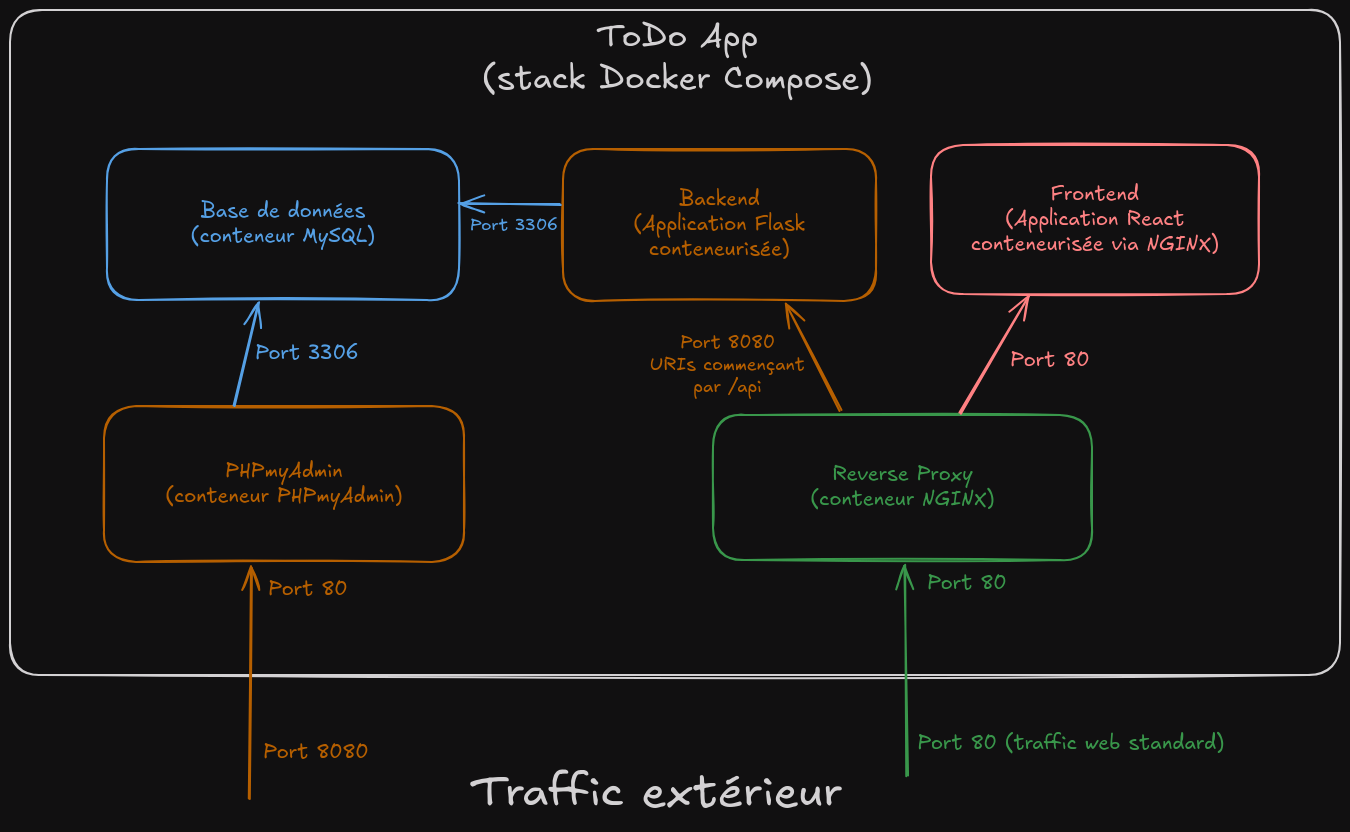 ToDo App
(stack Docker Compose)
Base de données
(conteneur MySQL)
Port 3306
Backend
(Application Flask
conteneurisée)
Frontend
(Application React
conteneurisée via NGINX)
Port 3306
Port 8080
URIs commençant
par /api
Port 80
PHPmyAdmin
(conteneur PHPmyAdmin)
Reverse Proxy
(conteneur NGINX)
Port 80
Port 80
Port 8080
Port 80 (traffic web standard)
Traffic extérieur